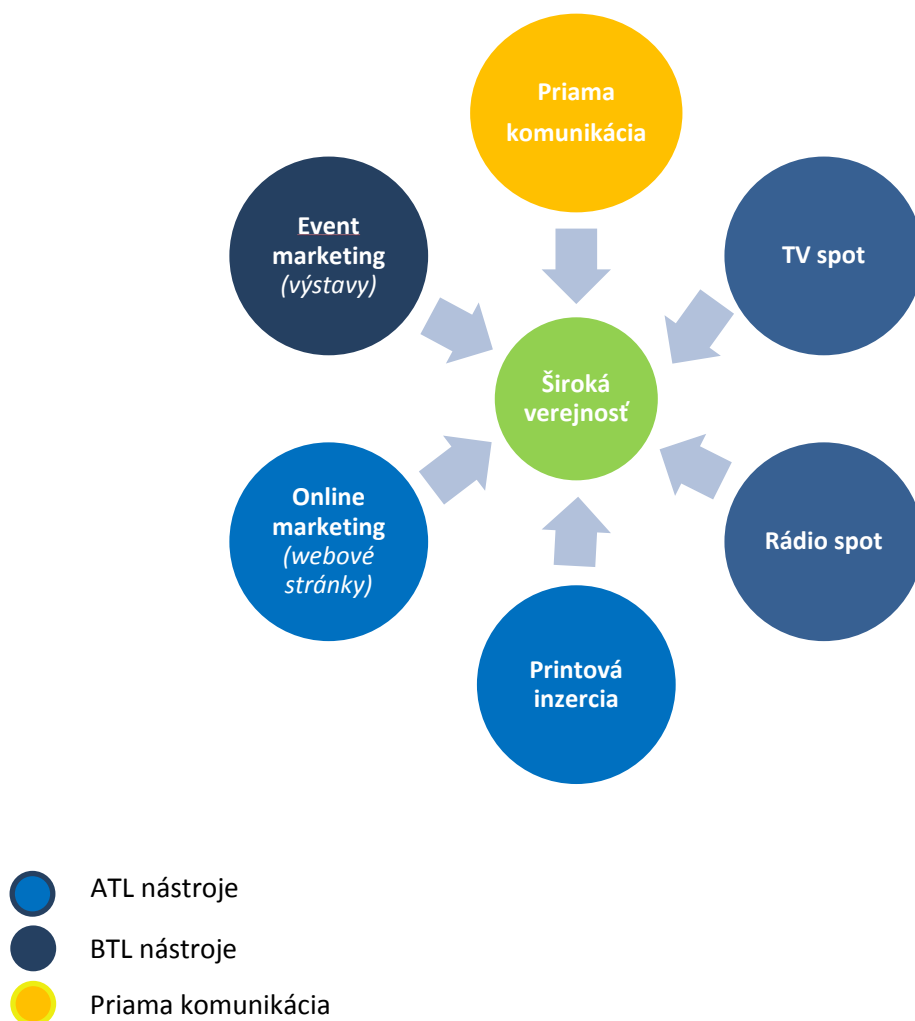 Priama
komunikácia
Event
marketing
(výstavy)
TV spot
Široká
verejnosť
Online
marketing
(webové
stránky)
Rádio spot
Printová
inzercia
ATL nástroje
BTL nástroje
Priama komunikácia